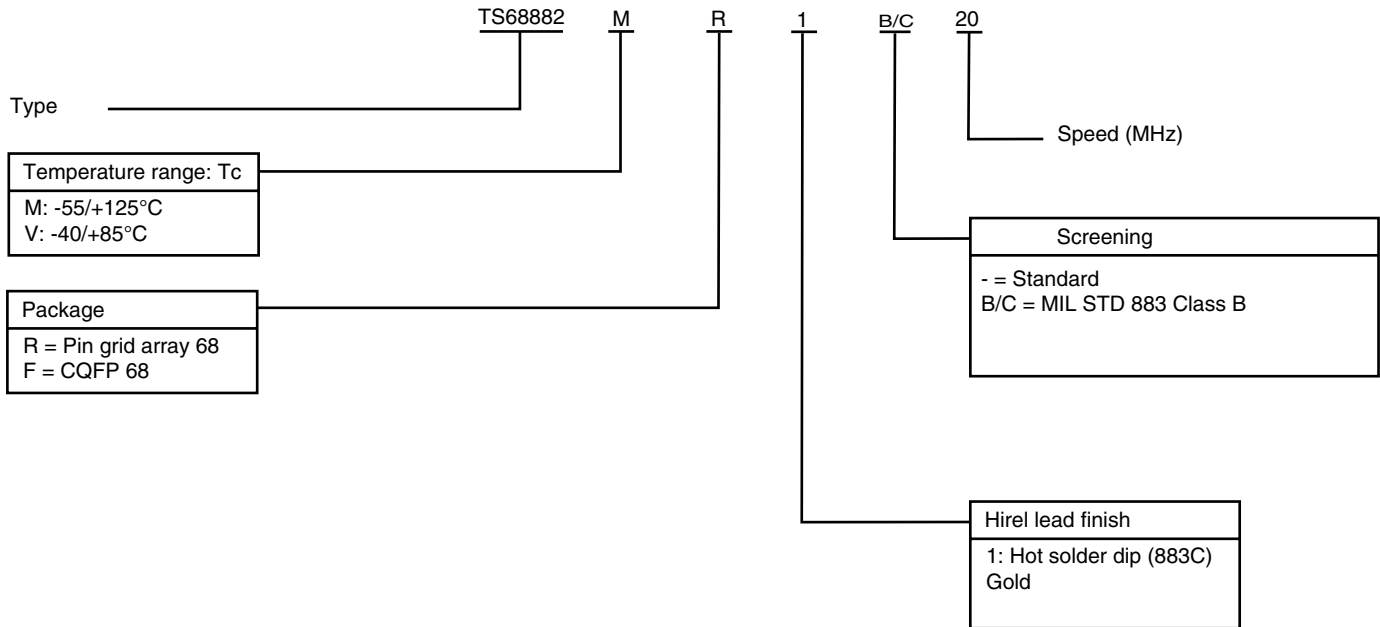 TS68882 M R 1 B/C 20
Type
Speed (MHz)
Temperature range: Tc
M: -55/+125°C
V: -40/+85°C
Screening
- = Standard
B/C = MIL STD 883 Class B
Package
R = Pin grid array 68
F = CQFP 68
Hirel lead finish
1: Hot solder dip (883C)
Gold